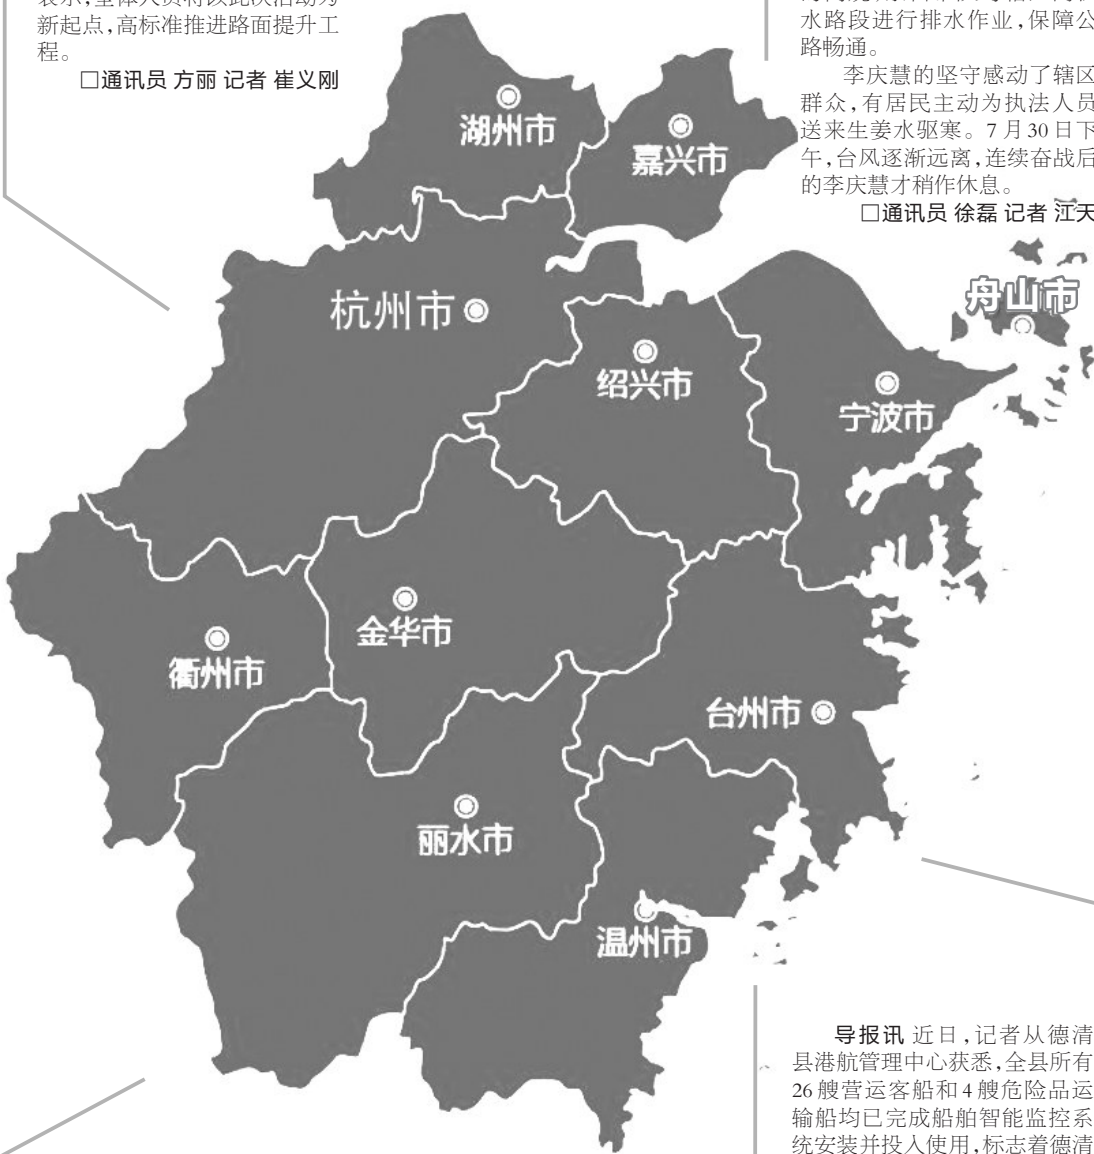 表示,全体人员将以此次活动为
新起点,高标准推进路面提升工
程。
□通讯员 方丽 记者 崔义刚
水路段进行排水作业,保障公
路畅通。
李庆慧的坚守感动了辖区
群众,有居民主动为执法人员
送来生姜水驱寒。7月30日下
午,台风逐渐远离,连续奋战后
的李庆慧才稍作休息。
□通讯员 徐磊 记者 江天
湖州市
嘉兴市
杭州市
舟山市
绍兴市
宁波市
金华市
衢州市
台州市
丽水市
温州市
导报讯 近日,记者从德清
县港航管理中心获悉,全县所有
26艘营运客船和4艘危险品运
输船均已完成船舶智能监控系
统安装并投入使用,标志着德清